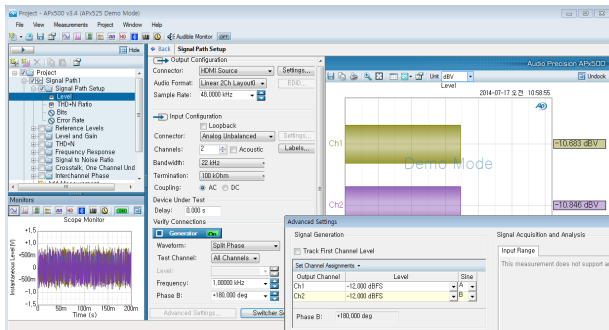 Project - APx500 v3.4 (APx525 Demo Mode)
File View Measurements Project Window Help
Audible Monitor OFF
Hide
Back Signal Path Setup
Project
Signal Path1
Signal Path Setup
Level
THD+N Ratio
Bits
Error Rate
Reference Levels
Level and Gain
THD+N
Frequency Response
Signal to Noise Ratio
Crosstalk, One Channel Und
Interchannel Phase
Monitors
Scope Monitor
Instantaneous Level (V)
+1,5
+1,0
+500m
0
-500m
-1,0
-1,5
0 50m 100m 150m 200m
Time (s)
Output Configuration
Connector: HDMI Source Settings...
Audio Format: Linear 2Ch Layout0 EDID...
Sample Rate: 48,0000 kHz
Input Configuration
Loopback
Connector: Analog Unbalanced Settings...
Channels: 2 Acoustic Labels...
Bandwidth: 22 kHz
Termination: 100 kOhm
Coupling: AC DC
Device Under Test
Delay: 0,000 s
Verify Connections
Generator On
Waveform: Split Phase
Test Channel: All Channels
Level:
Frequency: 1,00000 kHz
Phase B: +180,000 deg
Advanced Settings... Switcher Se
Audio Precision APx500
Unit dBV
Undock
Level
2014-07-17 오전 10:58:55
AP
Ch1
-10.683 dBV
Demo Mode
Ch2
-10.846 dBV
Advanced Settings
Signal Generation
Track First Channel Level
Set Channel Assignments
Output Channel Level Sine
Ch1 -12,000 dBFS A
Ch2 -12,000 dBFS B
Phase B: +180,000 deg
Signal Acquisition and Analysis
Input Range
This measurement does not support a